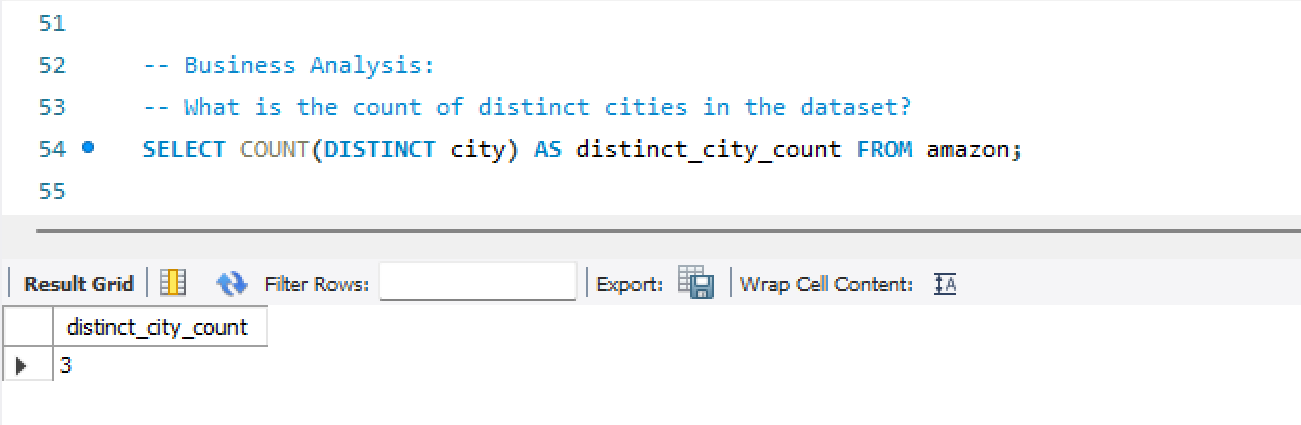 51
52 -- Business Analysis:
53 -- What is the count of distinct cities in the dataset?
54 SELECT COUNT(DISTINCT city) AS distinct_city_count FROM amazon;
55
Result Grid Filter Rows: Export: Wrap Cell Content: IA
distinct_city_count
3